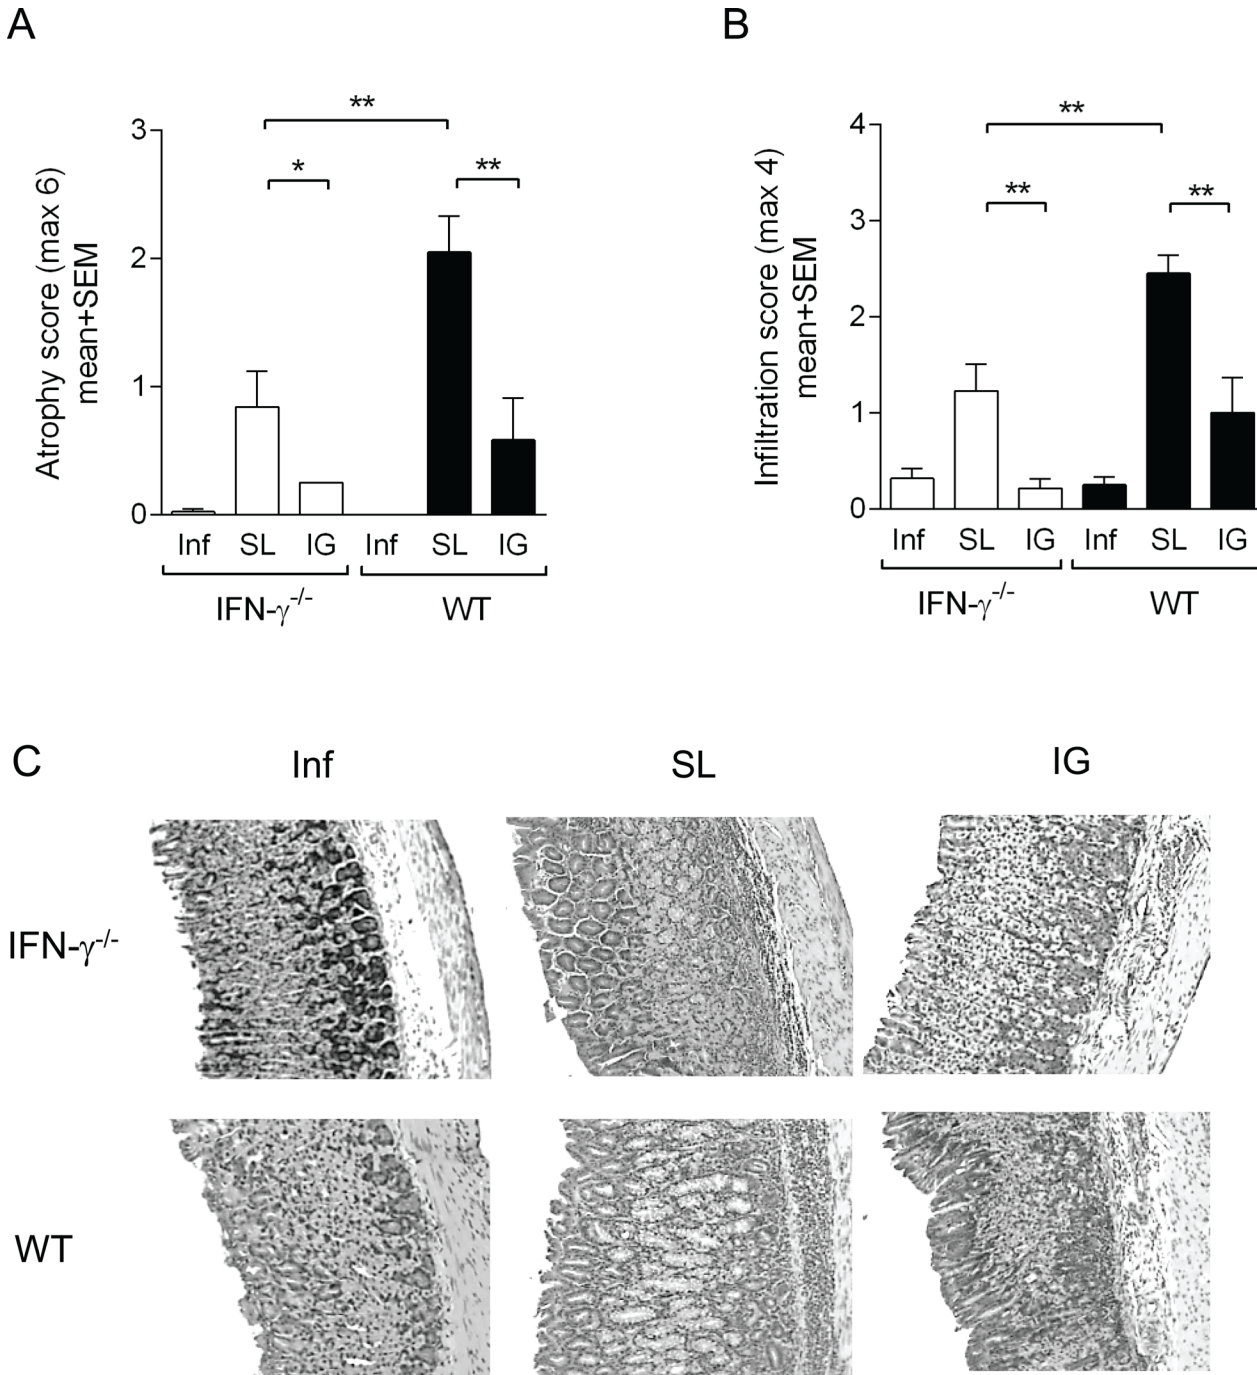 A
B
Atrophy score (max 6)
mean+SEM
3
2
1
0
**
*
**
Inf SL IG Inf SL IG
IFN-γ-/- WT
Infiltration score (max 4)
mean+SEM
4
3
2
1
0
**
**
**
Inf SL IG Inf SL IG
IFN-γ-/- WT
C
Inf SL IG
IFN-γ-/-
WT